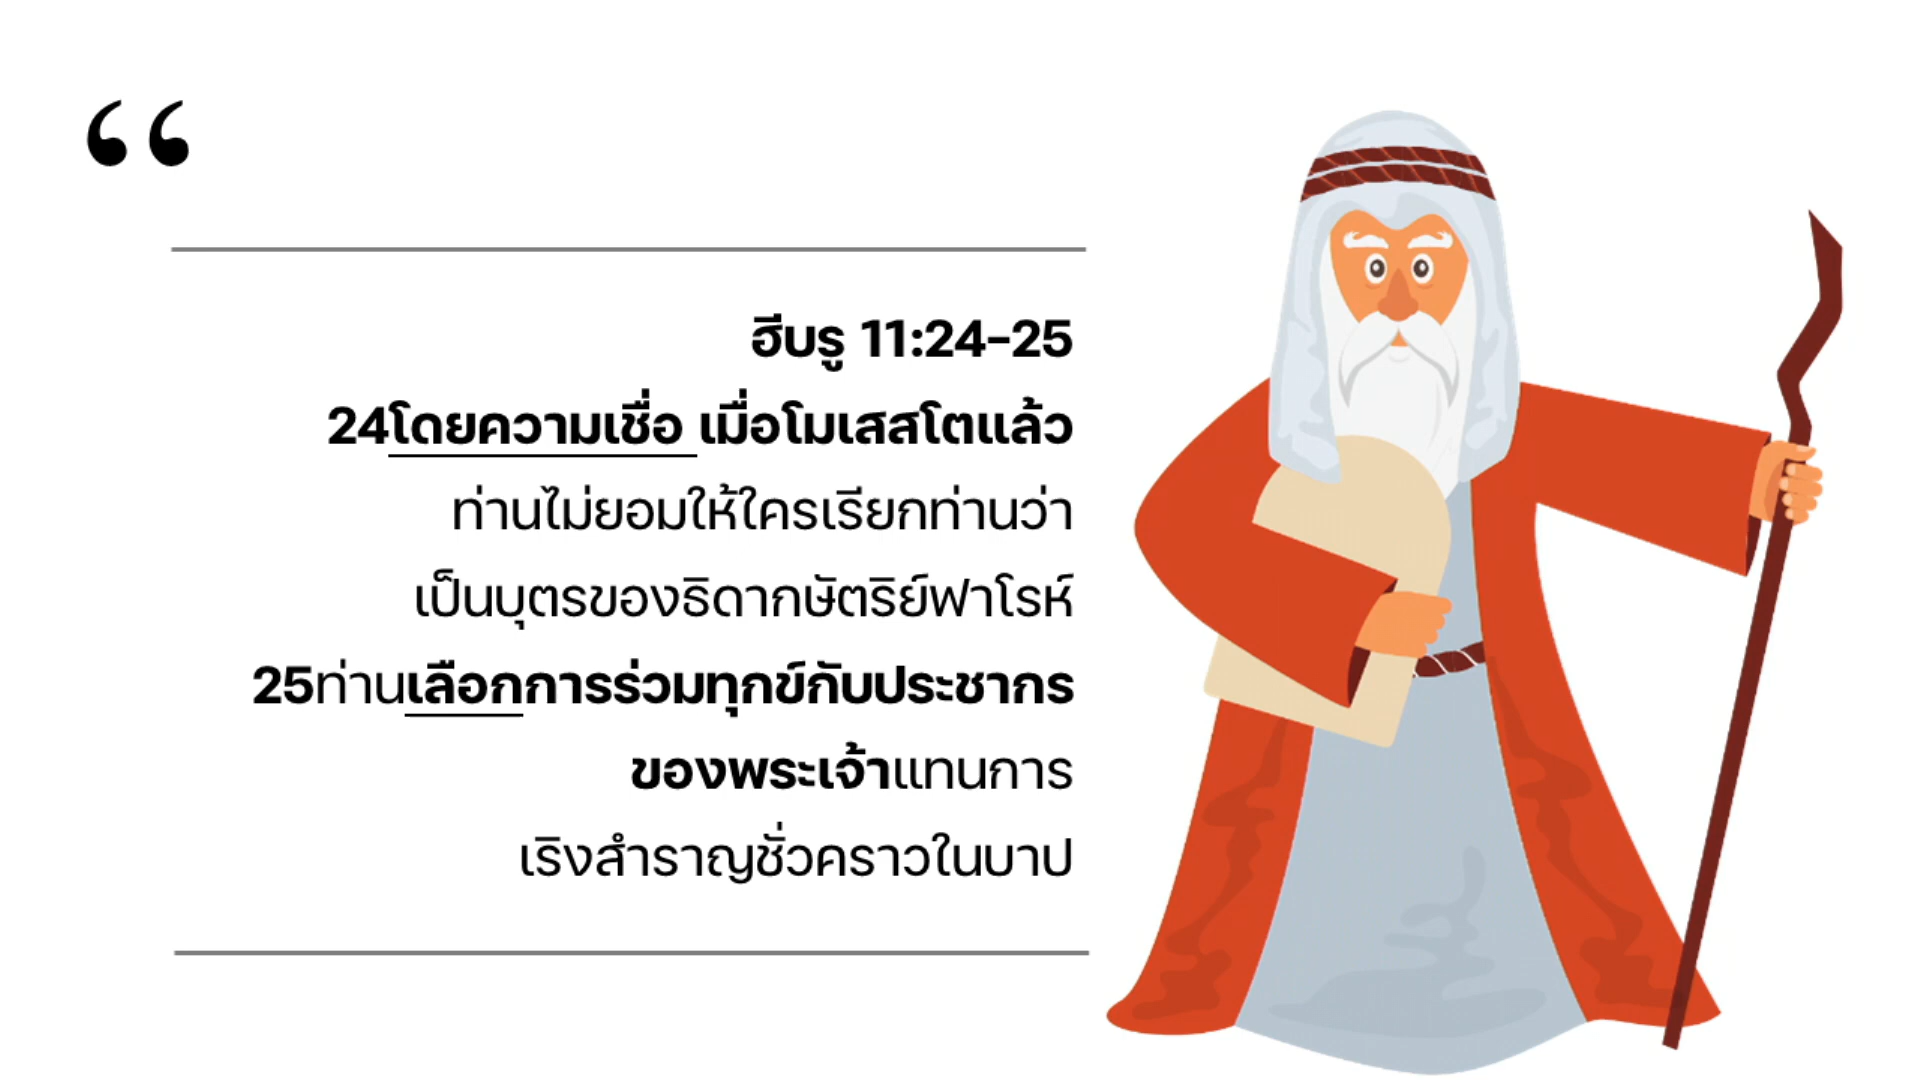 “
ฮีบรู 11:24-25
24โดยความเชื่อ เมื่อโมเสสโตแล้ว
ท่านไม่ยอมให้ใครเรียกท่านว่า
เป็นบุตรของธิดากษัตริย์ฟาโรห์
25ท่านเลือกการร่วมทุกข์กับประชากร
ของพระเจ้าแทนการ
เริงสำราญชั่วคราวในบาป